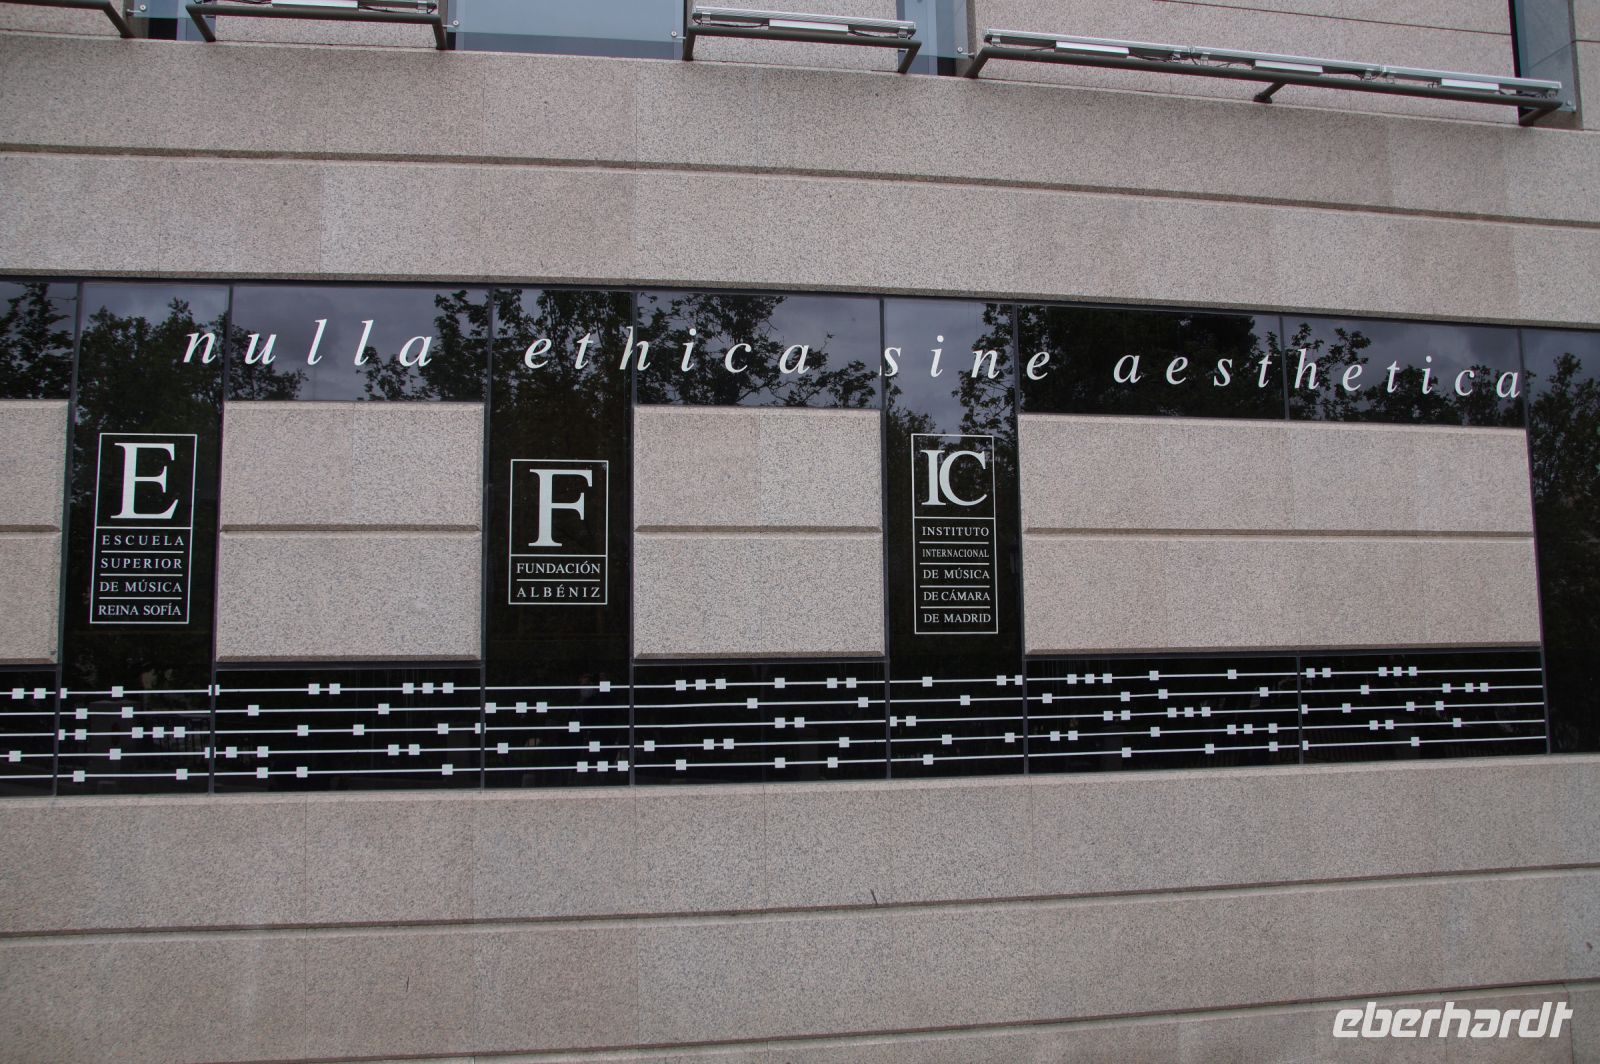 nulla ethica sine aesthetica
E
ESCUELA
SUPERIOR
DE MÚSICA
REINA SOFÍA
F
FUNDACIÓN
ALBÉNIZ
IC
INSTITUTO
INTERNACIONAL
DE MÚSICA
DE CÁMARA
DE MADRID
eberhardt